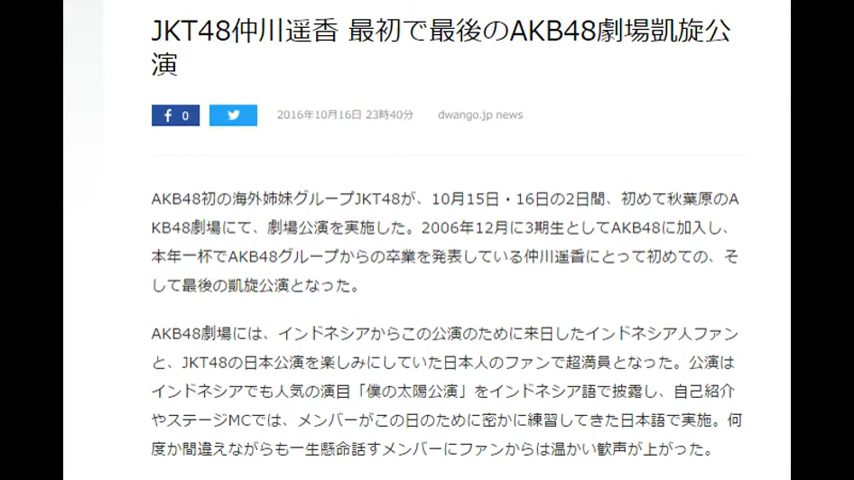 JKT48仲川遥香 最初で最後のAKB48劇場凱旋公
演
f 0
2016年10月16日 23時40分 dwango.jp news
AKB48初の海外姉妹グループJKT48が、10月15日・16日の2日間、初めて秋葉原のA
KB48劇場にて、劇場公演を実施した。2006年12月に3期生としてAKB48に加入し、
本年一杯でAKB48グループからの卒業を発表している仲川遥香にとって初めての、そ
して最後の凱旋公演となった。
AKB48劇場には、インドネシアからこの公演のために来日したインドネシア人ファン
と、JKT48の日本公演を楽しみにしていた日本人のファンで超満員となった。公演は
インドネシアでも人気の演目「僕の太陽公演」をインドネシア語で披露し、自己紹介
やステージMCでは、メンバーがこの日のために密かに練習してきた日本語で実施。何
度か間違えながらも一生懸命話すメンバーにファンからは温かい歓声が上がった。